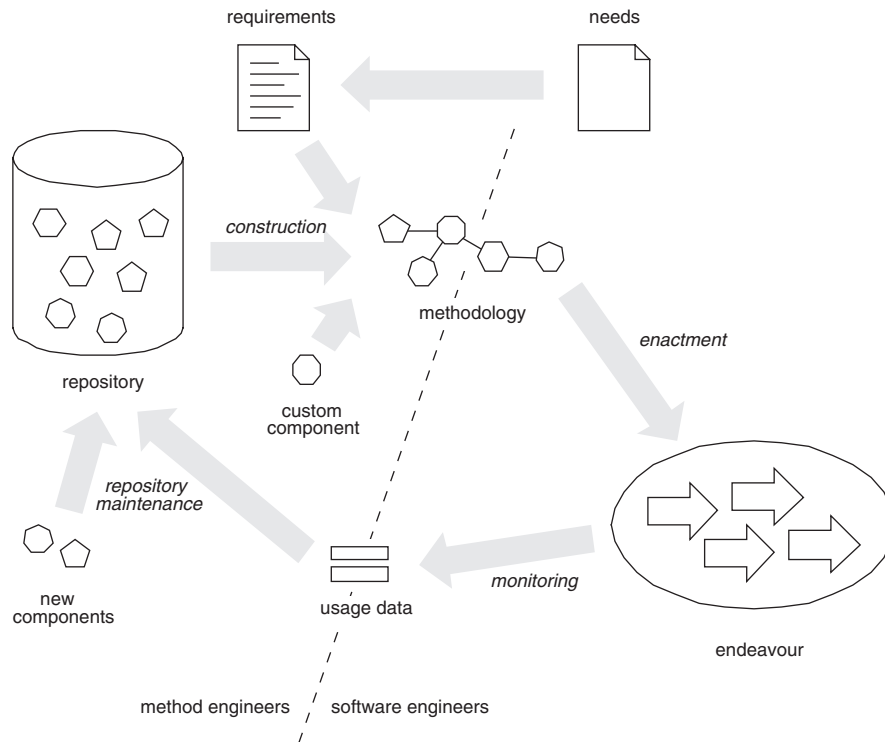 requirements
needs
construction
methodology
enactment
repository
custom
component
repository
maintenance
monitoring
new
components
usage data
endeavour
method engineers
software engineers